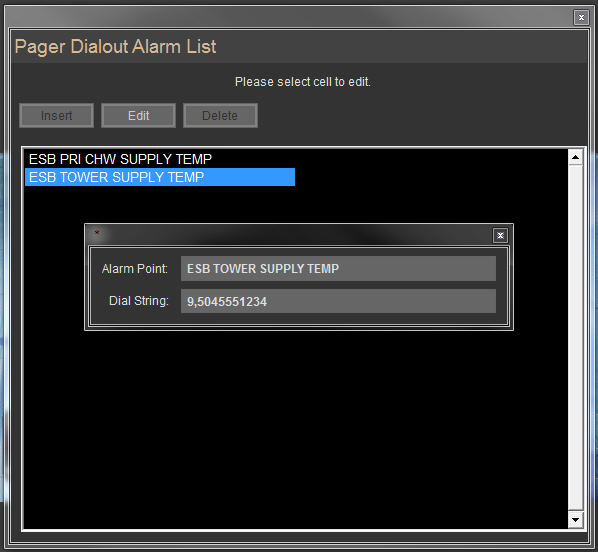 Pager Dialout Alarm List
Please select cell to edit.
Insert Edit Delete
ESB PRI CHW SUPPLY TEMP
ESB TOWER SUPPLY TEMP
Alarm Point: ESB TOWER SUPPLY TEMP
Dial String: 9,5045551234